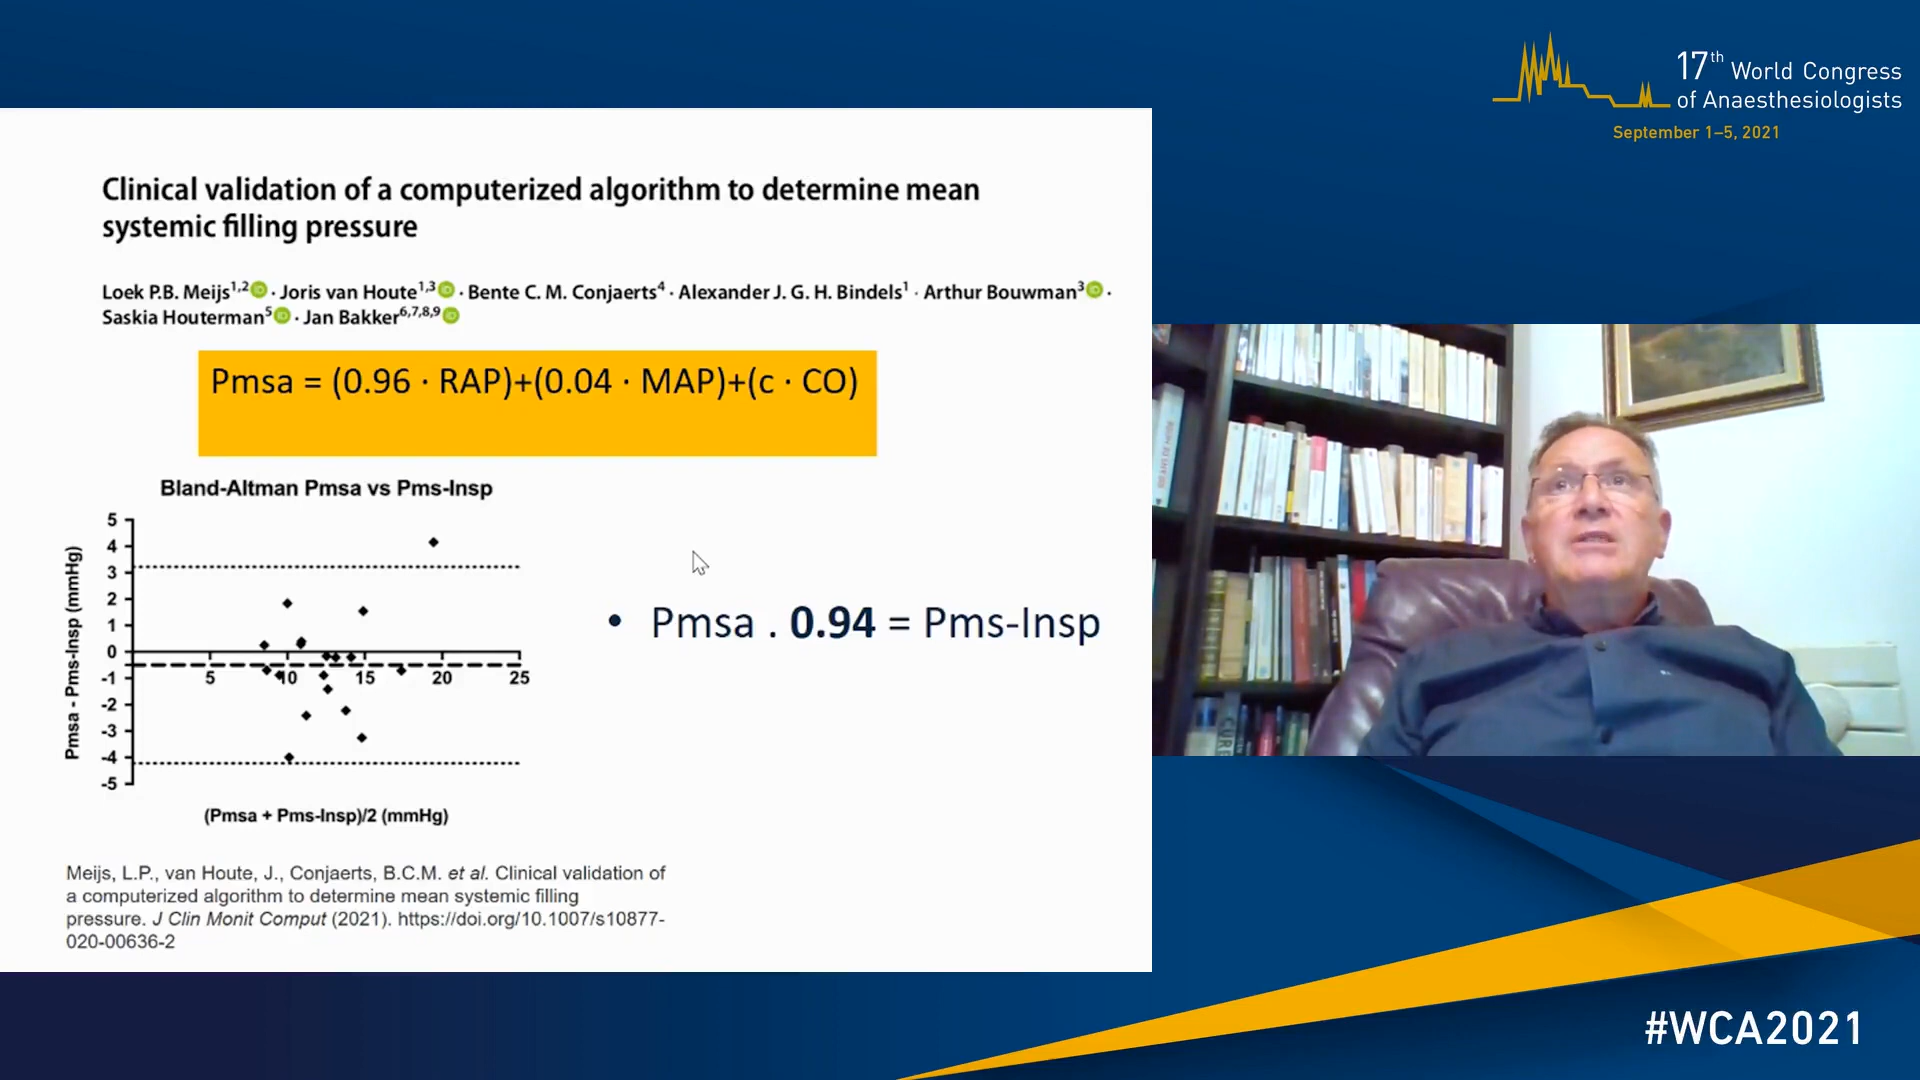 17th World Congress
of Anaesthesiologists
September 1–5, 2021
Clinical validation of a computerized algorithm to determine mean
systemic filling pressure
Loek P.B. Meijs1,2 · Joris van Houte1,3 · Bente C. M. Conjaerts4 · Alexander J. G. H. Bindels1 · Arthur Bouwman3 ·
Saskia Houterman5 · Jan Bakker6,7,8,9
Pmsa = (0.96 · RAP)+(0.04 · MAP)+(c · CO)
Bland-Altman Pmsa vs Pms-Insp
Pmsa - Pms-Insp (mmHg)
5
4
3
2
1
0
-1
-2
-3
-4
-5
5 10 15 20 25
(Pmsa + Pms-Insp)/2 (mmHg)
• Pmsa . 0.94 = Pms-Insp
Meijs, L.P., van Houte, J., Conjaerts, B.C.M. et al. Clinical validation of
a computerized algorithm to determine mean systemic filling
pressure. J Clin Monit Comput (2021). https://doi.org/10.1007/s10877-
020-00636-2
#WCA2021